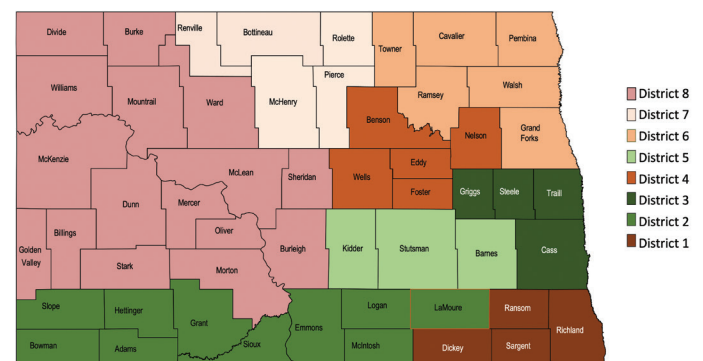 Divide
Burke
Renville
Bottineau
Rolette
Towner
Cavalier
Pembina
Williams
Mountrail
Ward
McHenry
Pierce
Ramsey
Walsh
Benson
Nelson
Grand
Forks
McKenzie
McLean
Sheridan
Wells
Eddy
Foster
Griggs
Steele
Traill
Dunn
Mercer
Oliver
Golden
Valley
Billings
Stark
Morton
Burleigh
Kidder
Stutsman
Barnes
Cass
Slope
Hettinger
Grant
Emmons
Logan
LaMoure
Ransom
Richland
Bowman
Adams
Sioux
McIntosh
Dickey
Sargent
District 8
District 7
District 6
District 5
District 4
District 3
District 2
District 1